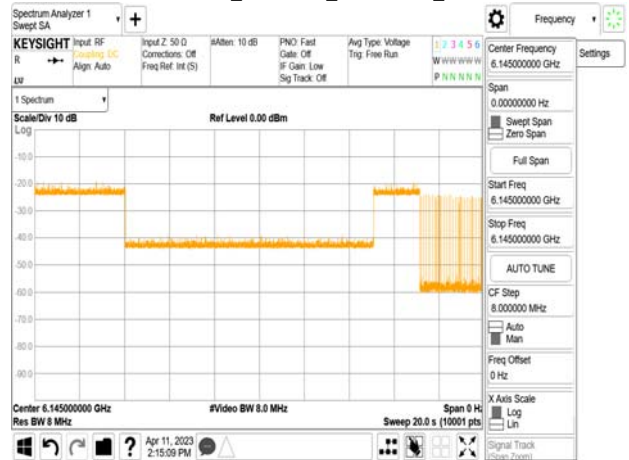 Spectrum Analyzer 1
Swept SA
+
Frequency
KEYSIGHT
R
LXI
Input: RF
Coupling: DC
Align: Auto
Input Z: 50 Ω
Corrections: Off
Freq Ref: Int (S)
#Atten: 10 dB
PNO: Fast
Gate: Off
IF Gain: Low
Sig Track: Off
Avg Type: Voltage
Trig: Free Run
1 2 3 4 5 6
W W W W W W
P N N N N N
1 Spectrum
Scale/Div 10 dB
Ref Level 0.00 dBm
Log
-10.0
-20.0
-30.0
-40.0
-50.0
-60.0
-70.0
-80.0
-90.0
Center 6.145000000 GHz
Res BW 8 MHz
#Video BW 8.0 MHz
Span 0 Hz
Sweep 20.0 s (10001 pts
?
Apr 11, 2023
2:15:09 PM
Center Frequency
6.145000000 GHz
Settings
Span
0.00000000 Hz
Swept Span
Zero Span
Full Span
Start Freq
6.145000000 GHz
Stop Freq
6.145000000 GHz
AUTO TUNE
CF Step
8.000000 MHz
Auto
Man
Freq Offset
0 Hz
X Axis Scale
Log
Lin
Signal Track
(Span Zoom)